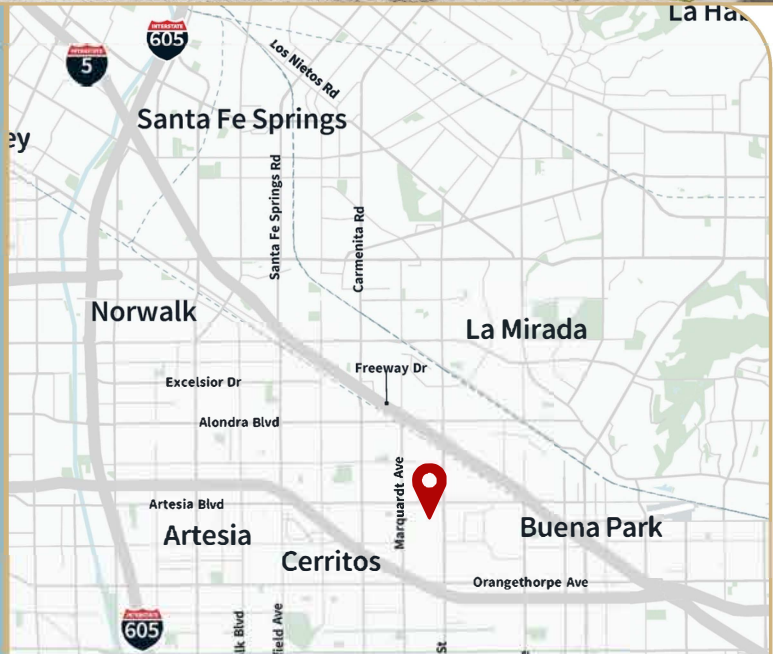 La Hab
INTERSTATE
605
INTERSTATE
5
Los Nietos Rd
Santa Fe Springs
ey
Santa Fe Springs Rd
Carmenita Rd
Norwalk
La Mirada
Freeway Dr
Excelsior Dr
Alondra Blvd
Marquardt Ave
Artesia Blvd
Artesia
Buena Park
Cerritos
Orangethorpe Ave
INTERSTATE
605
lk Blvd
ield Ave
St